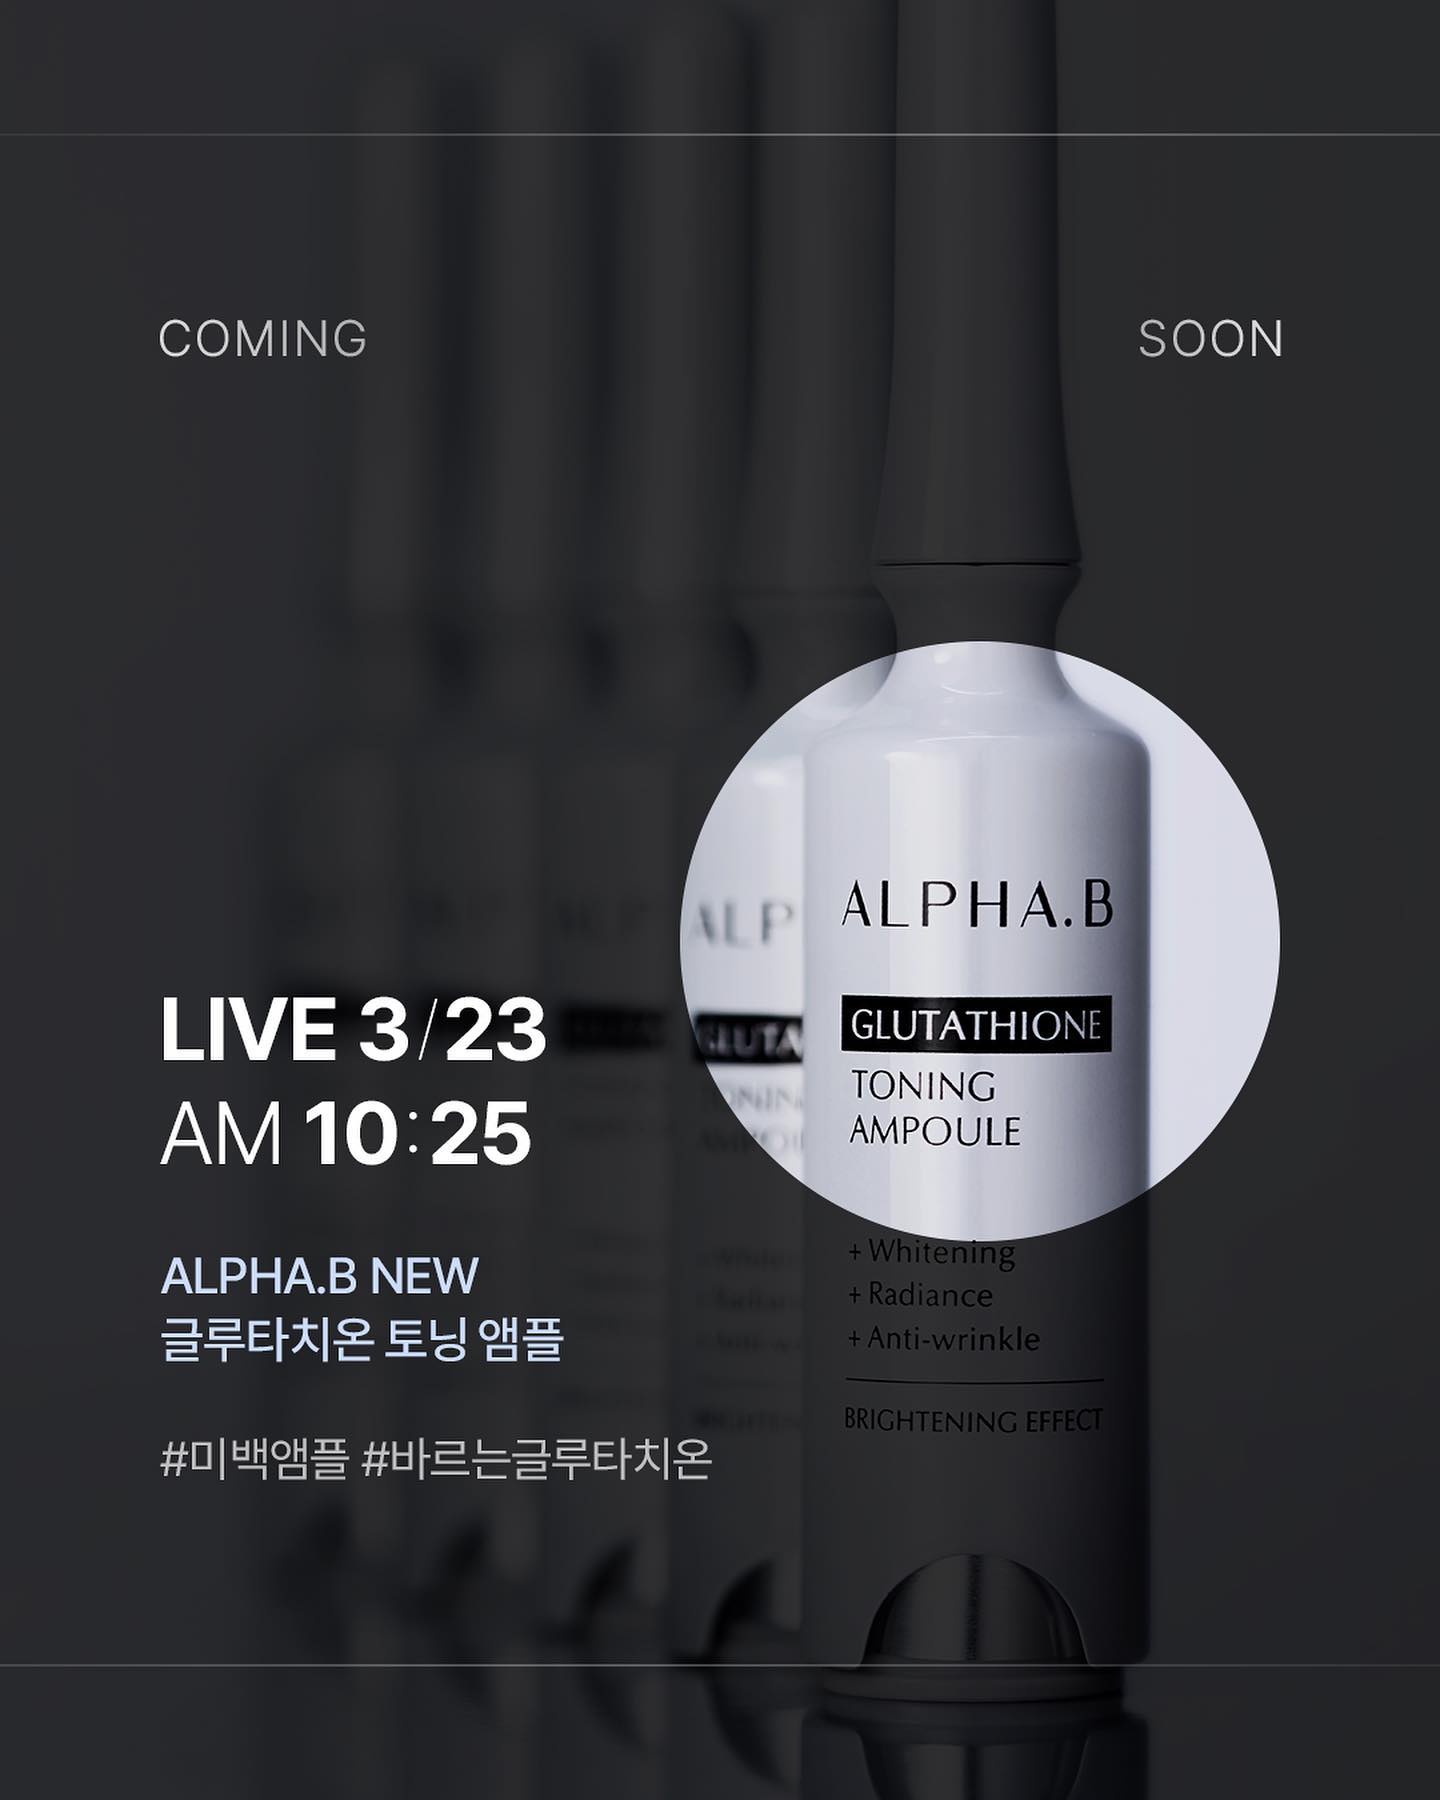 COMING SOON
ALPHA.B
GLUTATHIONE
TONING
AMPOULE
+ Whitening
+ Radiance
+ Anti-wrinkle
BRIGHTENING EFFECT
ALP
GLUTA
LIVE 3/23
AM 10:25
ALPHA.B NEW
글루타치온 토닝 앰플
#미백앰플 #바르는글루타치온